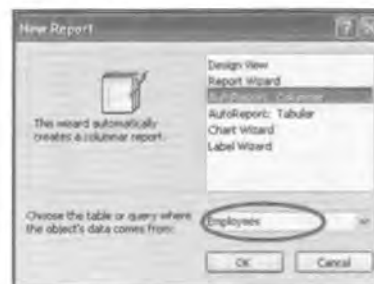 New Report
Design View
Report Wizard
AutoReport: Columnar
AutoReport: Tabular
Chart Wizard
Label Wizard
This wizard automatically
creates a columnar report.
Choose the table or query where
the object's data comes from:
Employees
OK
Cancel